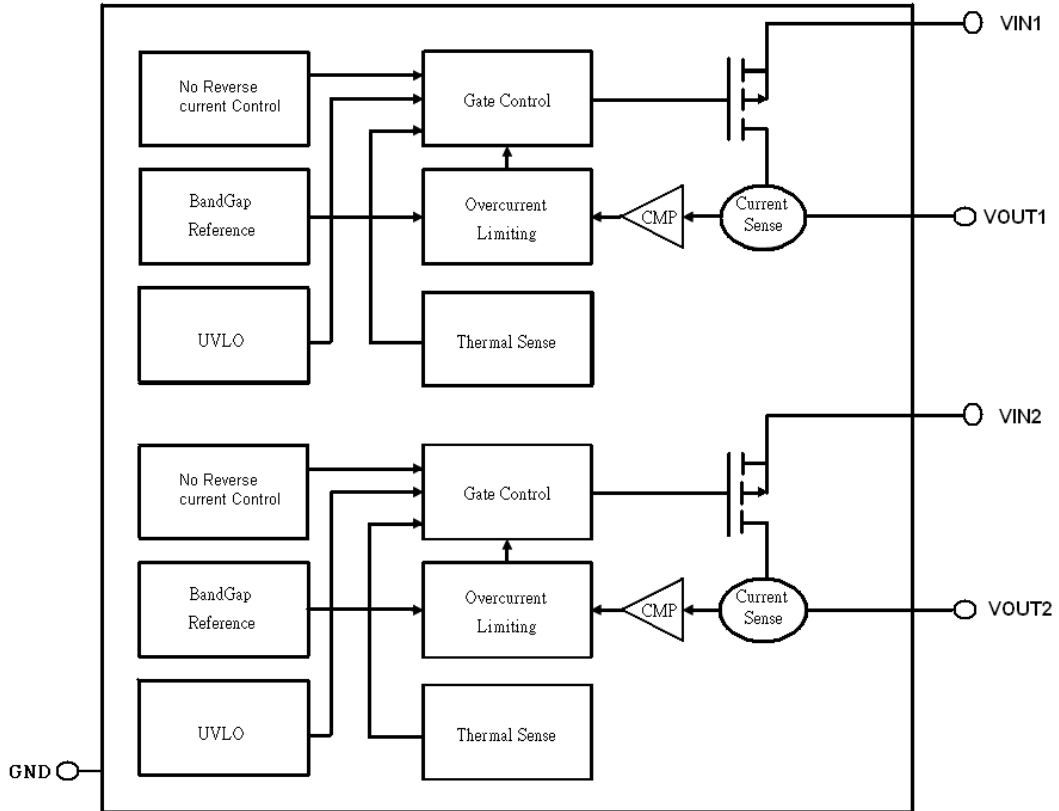 VIN1
No Reverse
current Control
Gate Control
BandGap
Reference
Overcurrent
Limiting
CMP
Current
Sense
VOUT1
UVLO
Thermal Sense
VIN2
No Reverse
current Control
Gate Control
BandGap
Reference
Overcurrent
Limiting
CMP
Current
Sense
VOUT2
UVLO
Thermal Sense
GND